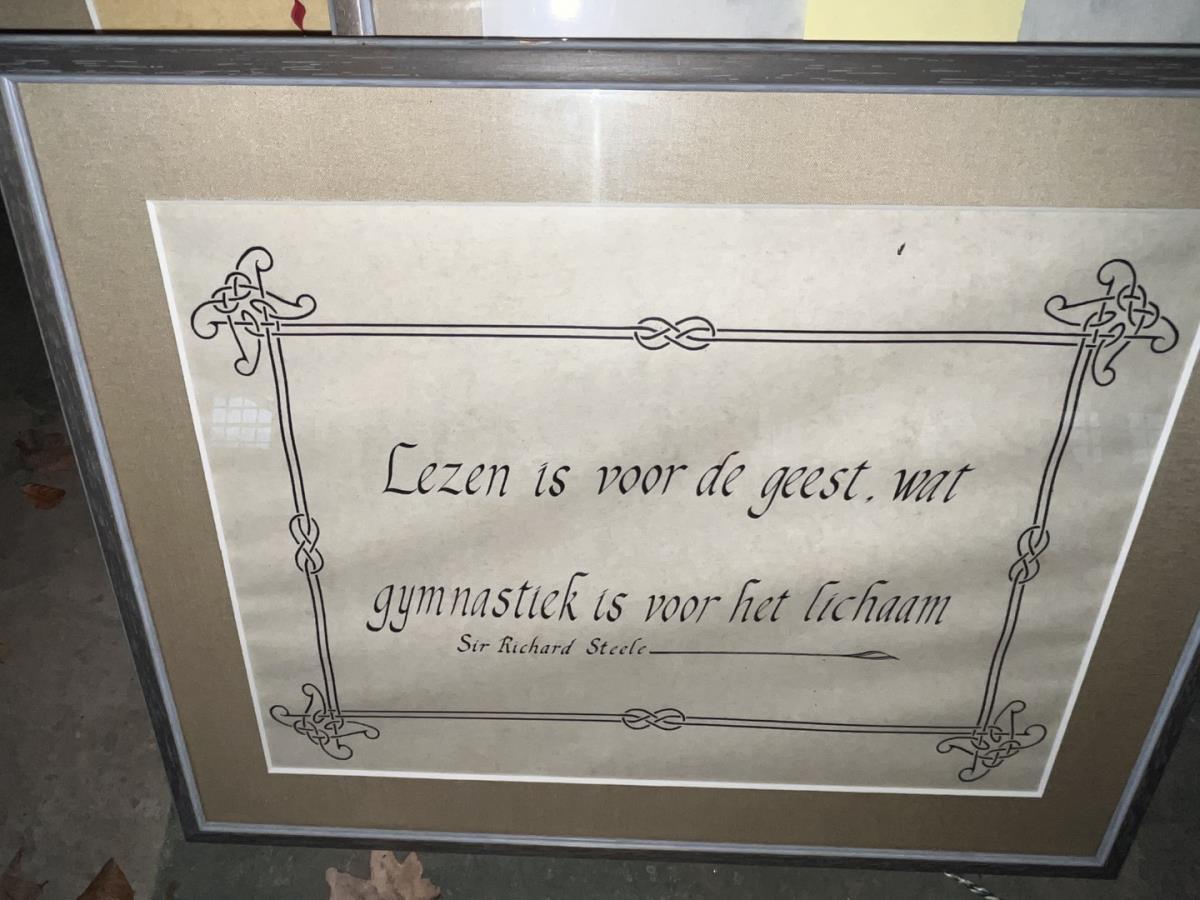 Lezen is voor de geest, wat
gymnastiek is voor het lichaam
Sir Richard Steele